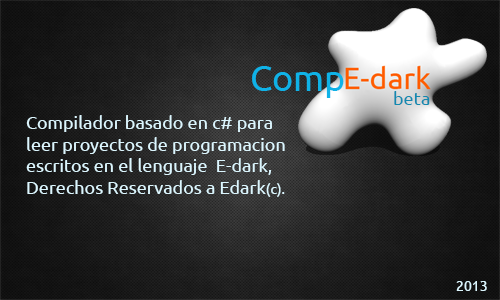 CompE-dark
beta
Compilador basado en c# para
leer proyectos de programacion
escritos en el lenguaje E-dark,
Derechos Reservados a Edark(c).
2013